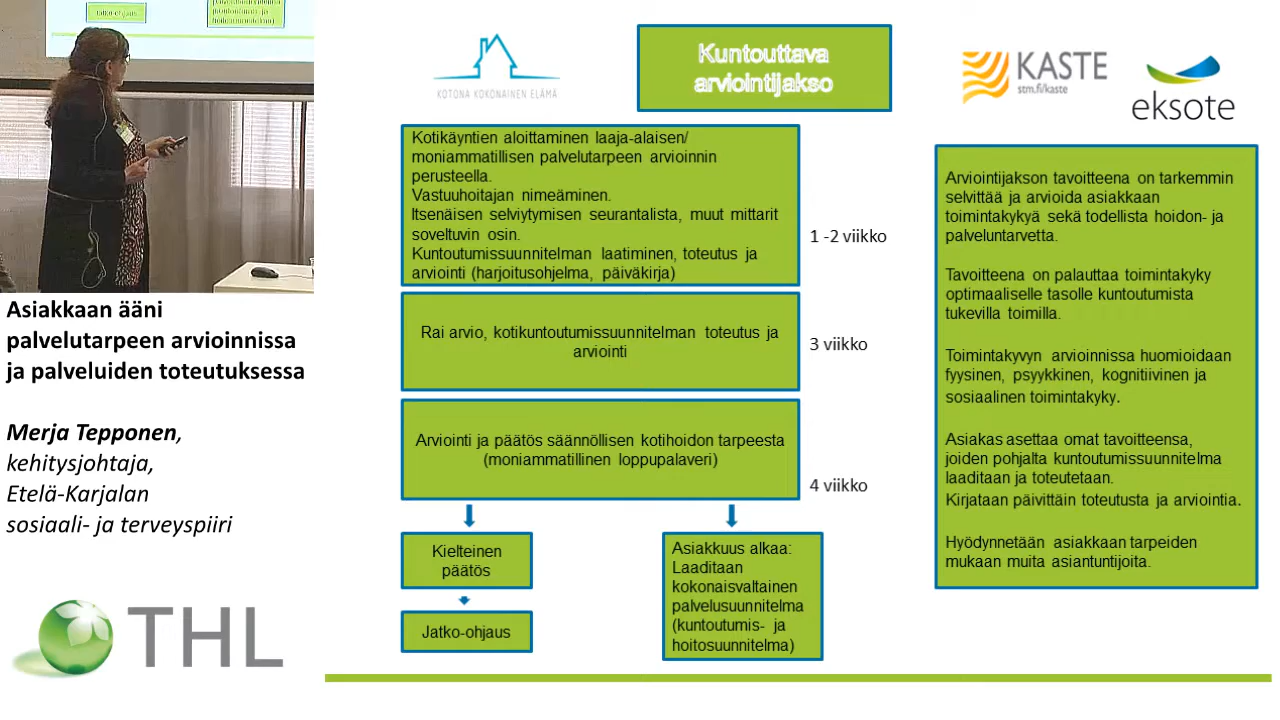 Jatko-ohjaus
Asiakkaan ääni
palvelutarpeen arvioinnissa
ja palveluiden toteutuksessa
Merja Tepponen,
kehitysjohtaja,
Etelä-Karjalan
sosiaali- ja terveyspiiri
THL
KOTONA KOKONAINEN ELÄMÄ
Kuntouttava
arviointijakso
KASTE
stm.fi/kaste
eksote
Kotikäyntien aloittaminen laaja-alaisen/
moniammatillisen palvelutarpeen arvioinnin
perusteella.
Vastuuhoitajan nimeäminen.
Itsenäisen selviytymisen seurantalista, muut mittarit
soveltuvin osin.
Kuntoutumissuunnitelman laatiminen, toteutus ja
arviointi (harjoitusohjelma, päiväkirja)
1 -2 viikko
Rai arvio, kotikuntoutumissuunnitelman toteutus ja
arviointi
3 viikko
Arviointi ja päätös säännöllisen kotihoidon tarpeesta
(moniammatillinen loppupalaveri)
4 viikko
Kielteinen
päätös
Jatko-ohjaus
Asiakkuus alkaa:
Laaditaan
kokonaisvaltainen
palvelusuunnitelma
(kuntoutumis- ja
hoitosuunnitelma)
Arviointijakson tavoitteena on tarkemmin
selvittää ja arvioida asiakkaan
toimintakykyä sekä todellista hoidon- ja
palveluntarvetta.
Tavoitteena on palauttaa toimintakyky
optimaaliselle tasolle kuntoutumista
tukevilla toimilla.
Toimintakyvyn arvioinnissa huomioidaan
fyysinen, psyykkinen, kognitiivinen ja
sosiaalinen toimintakyky.
Asiakas asettaa omat tavoitteensa,
joiden pohjalta kuntoutumissuunnitelma
laaditaan ja toteutetaan.
Kirjataan päivittäin toteutusta ja arviointia.
Hyödynnetään asiakkaan tarpeiden
mukaan muita asiantuntijoita.